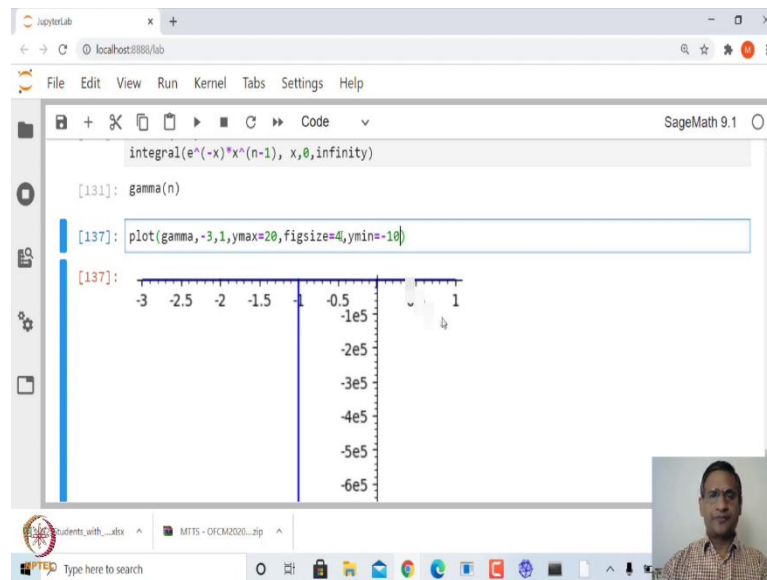 JupyterLab
localhost:8888/lab
File Edit View Run Kernel Tabs Settings Help
Code
SageMath 9.1
integral(e^(-x)*x^(n-1), x,0,infinity)
[131]: gamma(n)
[137]: plot(gamma,-3,1,ymax=20,figsize=4,ymin=-10)
[137]:
-3 -2.5 -2 -1.5 -1 -0.5 1
-1e5
-2e5
-3e5
-4e5
-5e5
-6e5
MTTS - OFCM2020....zip
NPTEL
Type here to search